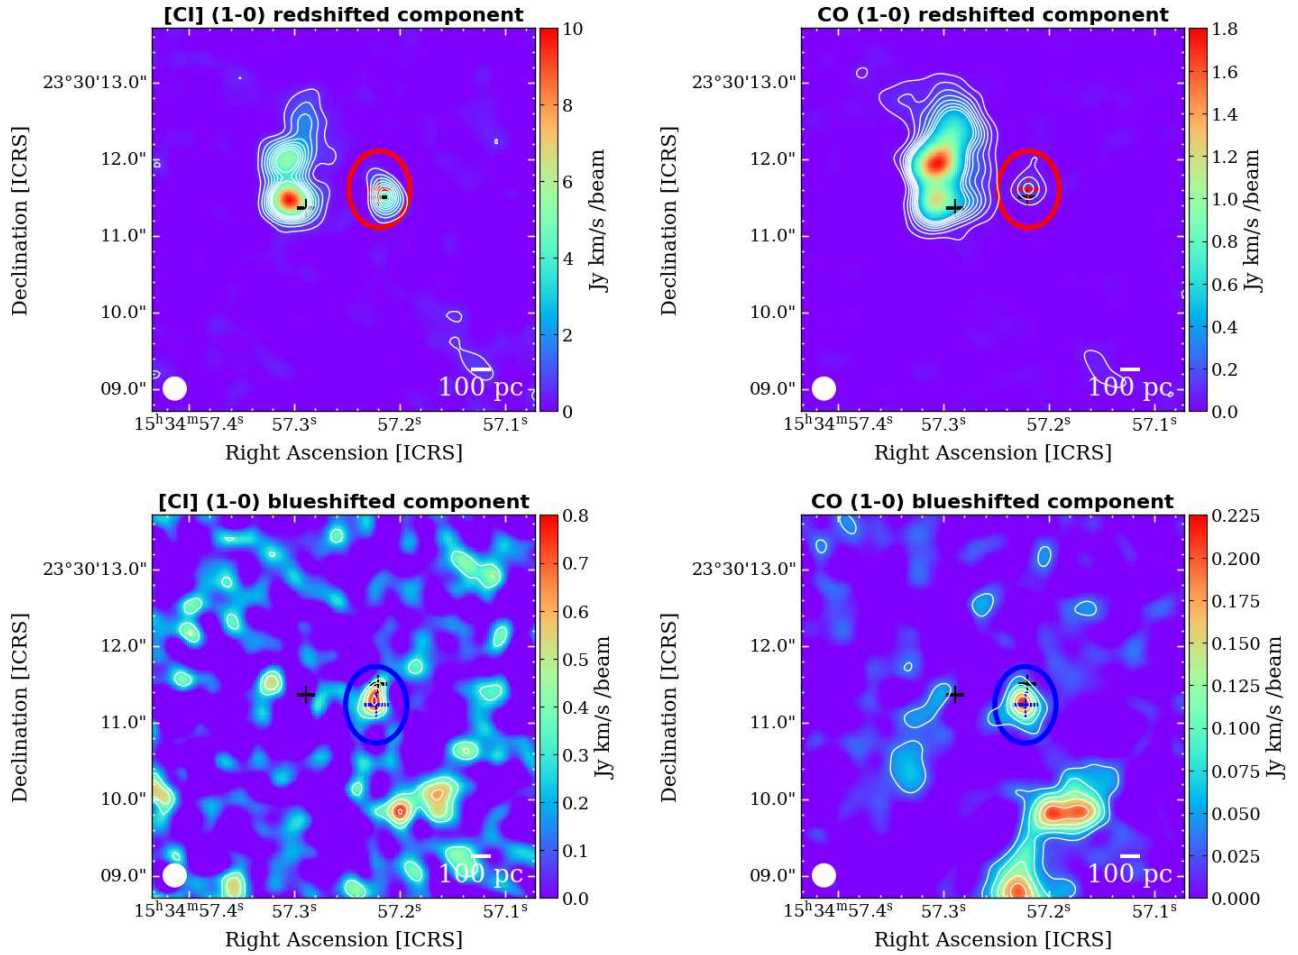 [CI] (1-0) redshifted component
10
8
6
4
2
0
Jy km/s /beam
23°30'13.0"
12.0"
11.0"
10.0"
09.0"
Declination [ICRS]
100 pc
15ʰ34ᵐ57.4ˢ
57.3ˢ
57.2ˢ
57.1ˢ
Right Ascension [ICRS]
CO (1-0) redshifted component
1.8
1.6
1.4
1.2
1.0
0.8
0.6
0.4
0.2
0.0
Jy km/s /beam
23°30'13.0"
12.0"
11.0"
10.0"
09.0"
Declination [ICRS]
100 pc
15ʰ34ᵐ57.4ˢ
57.3ˢ
57.2ˢ
57.1ˢ
Right Ascension [ICRS]
[CI] (1-0) blueshifted component
0.8
0.7
0.6
0.5
0.4
0.3
0.2
0.1
0.0
Jy km/s /beam
23°30'13.0"
12.0"
11.0"
10.0"
09.0"
Declination [ICRS]
100 pc
15ʰ34ᵐ57.4ˢ
57.3ˢ
57.2ˢ
57.1ˢ
Right Ascension [ICRS]
CO (1-0) blueshifted component
0.225
0.200
0.175
0.150
0.125
0.100
0.075
0.050
0.025
0.000
Jy km/s /beam
23°30'13.0"
12.0"
11.0"
10.0"
09.0"
Declination [ICRS]
100 pc
15ʰ34ᵐ57.4ˢ
57.3ˢ
57.2ˢ
57.1ˢ
Right Ascension [ICRS]